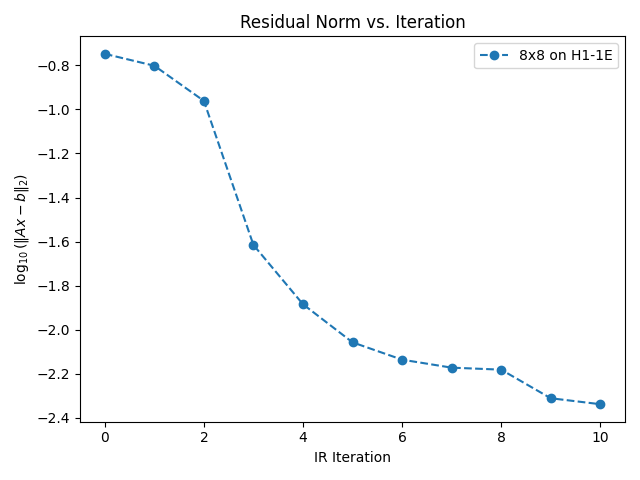 Residual Norm vs. Iteration
8x8 on H1-1E
−0.8
−1.0
−1.2
−1.4
−1.6
−1.8
−2.0
−2.2
−2.4
log₁₀(‖Ax − b‖₂)
0 2 4 6 8 10
IR Iteration